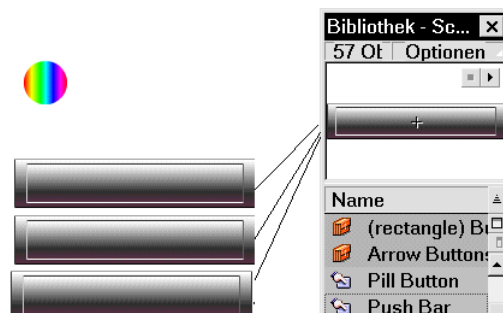 Bibliothek - Sc...
57 Ot Optionen
Name
(rectangle) Bu
Arrow Buttons
Pill Button
Push Bar